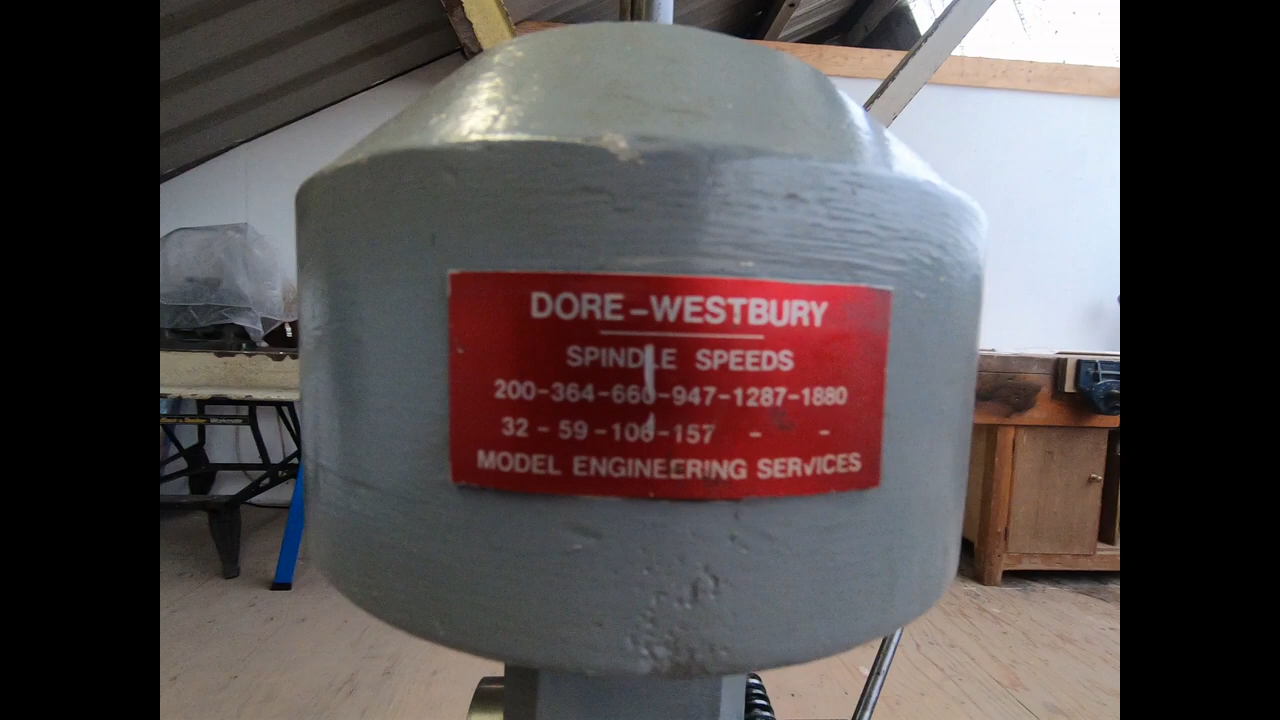 DORE-WESTBURY
SPINDLE SPEEDS
200-364-660-947-1287-1880
32 - 59 - 106 - 157 - -
MODEL ENGINEERING SERVICES